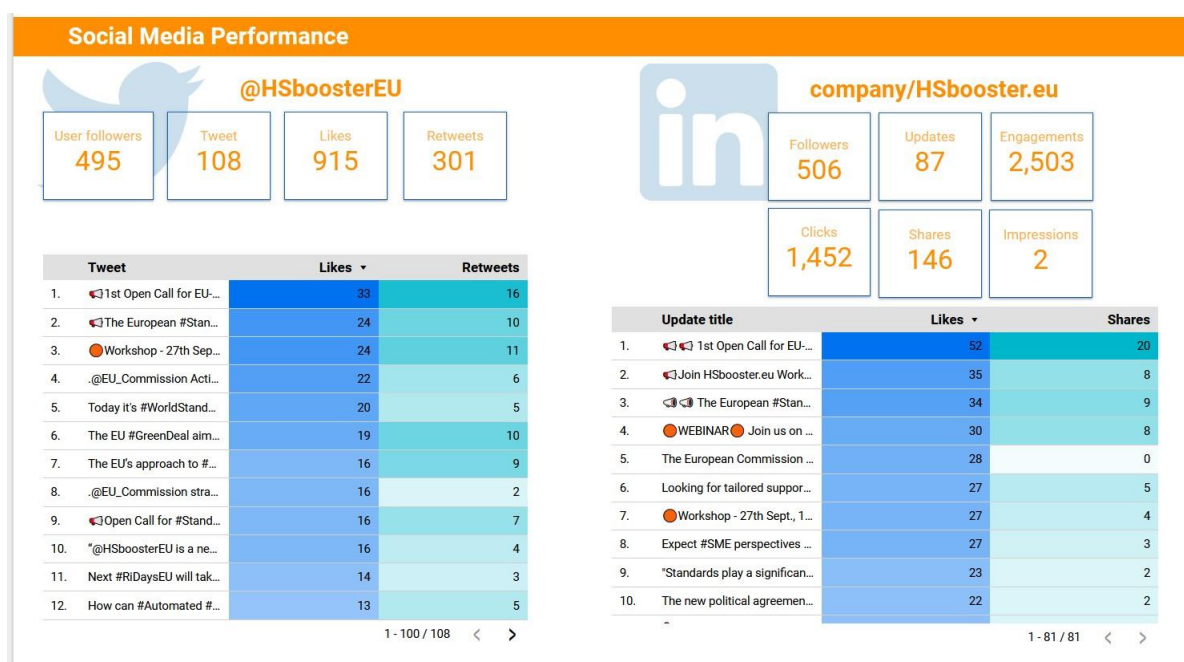 Social Media Performance
@HSboosterEU
User followers
495
Tweet
108
Likes
915
Retweets
301
Tweet Likes Retweets
1. 1st Open Call for EU-... 33 16
2. The European #Stan... 24 10
3. Workshop - 27th Sep... 24 11
4. .@EU_Commission Acti... 22 6
5. Today it's #WorldStand... 20 5
6. The EU #GreenDeal aim... 19 10
7. The EU's approach to #... 16 9
8. .@EU_Commission stra... 16 2
9. Open Call for #Stand... 16 7
10. "@HSboosterEU is a ne... 16 4
11. Next #RiDaysEU will tak... 14 3
12. How can #Automated #... 13 5
1 - 100 / 108 < >
in
company/HSbooster.eu
Followers
506
Updates
87
Engagements
2,503
Clicks
1,452
Shares
146
Impressions
2
Update title Likes Shares
1. 1st Open Call for EU-... 52 20
2. Join HSbooster.eu Work... 35 8
3. The European #Stan... 34 9
4. WEBINAR Join us on ... 30 8
5. The European Commission ... 28 0
6. Looking for tailored suppor... 27 5
7. Workshop - 27th Sept., 1... 27 4
8. Expect #SME perspectives ... 27 3
9. "Standards play a significan... 23 2
10. The new political agreemen... 22 2
1 - 81 / 81 < >